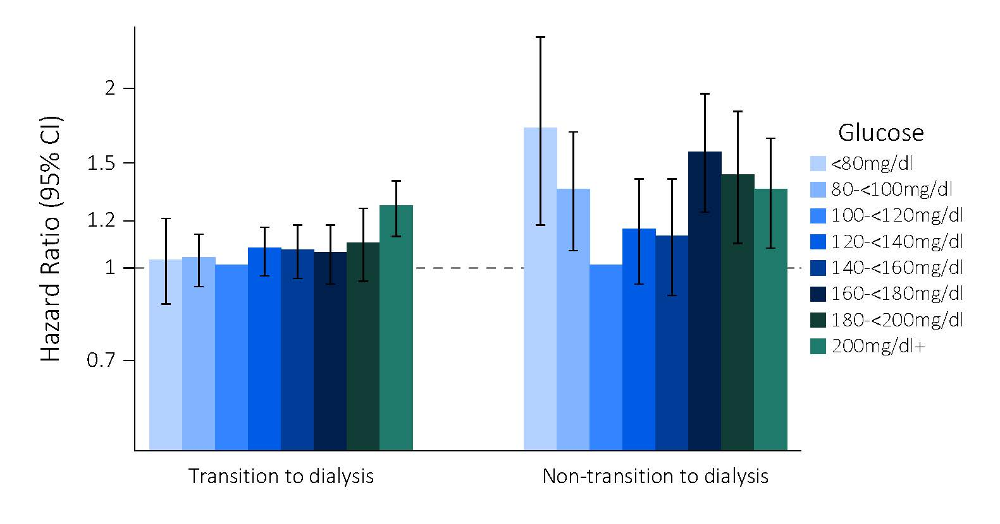 Hazard Ratio (95% CI)
2
1.5
1.2
1
0.7
Transition to dialysis
Non-transition to dialysis
Glucose
<80mg/dl
80-<100mg/dl
100-<120mg/dl
120-<140mg/dl
140-<160mg/dl
160-<180mg/dl
180-<200mg/dl
200mg/dl+